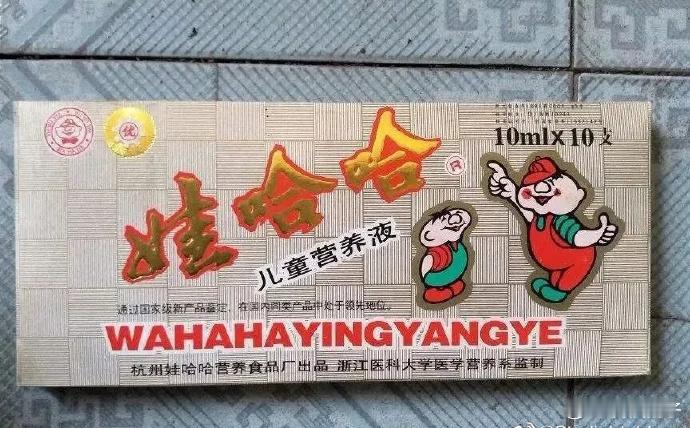 优
10ml×10支
娃哈哈®
儿童营养液
通过国家级新产品鉴定，在国内同类产品中处于领先地位。
WAHAHAYINGYANGYE
杭州娃哈哈营养食品厂出品 浙江医科大学医学营养系监制